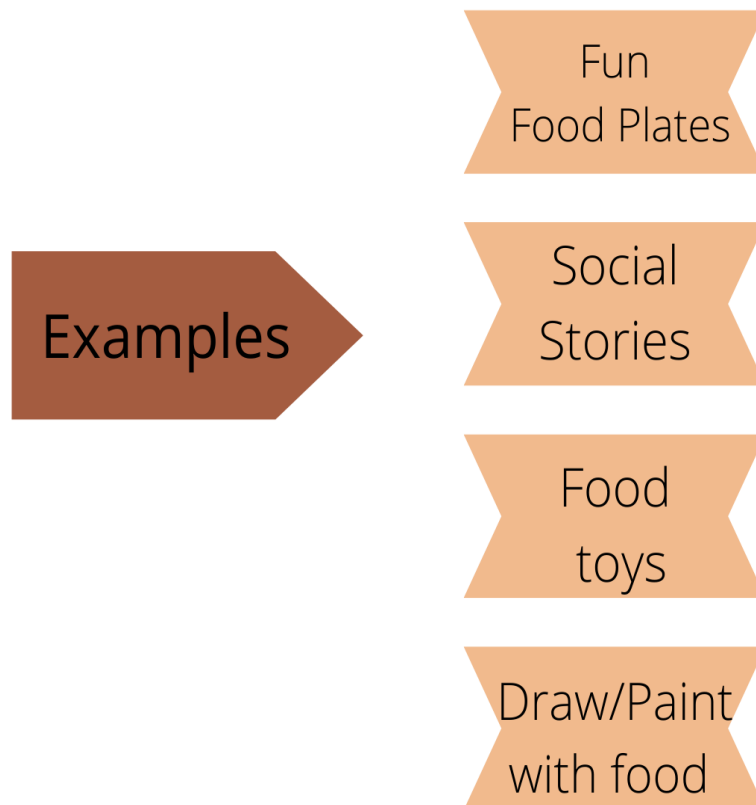 Examples
Fun
Food Plates
Social
Stories
Food
toys
Draw/Paint
with food